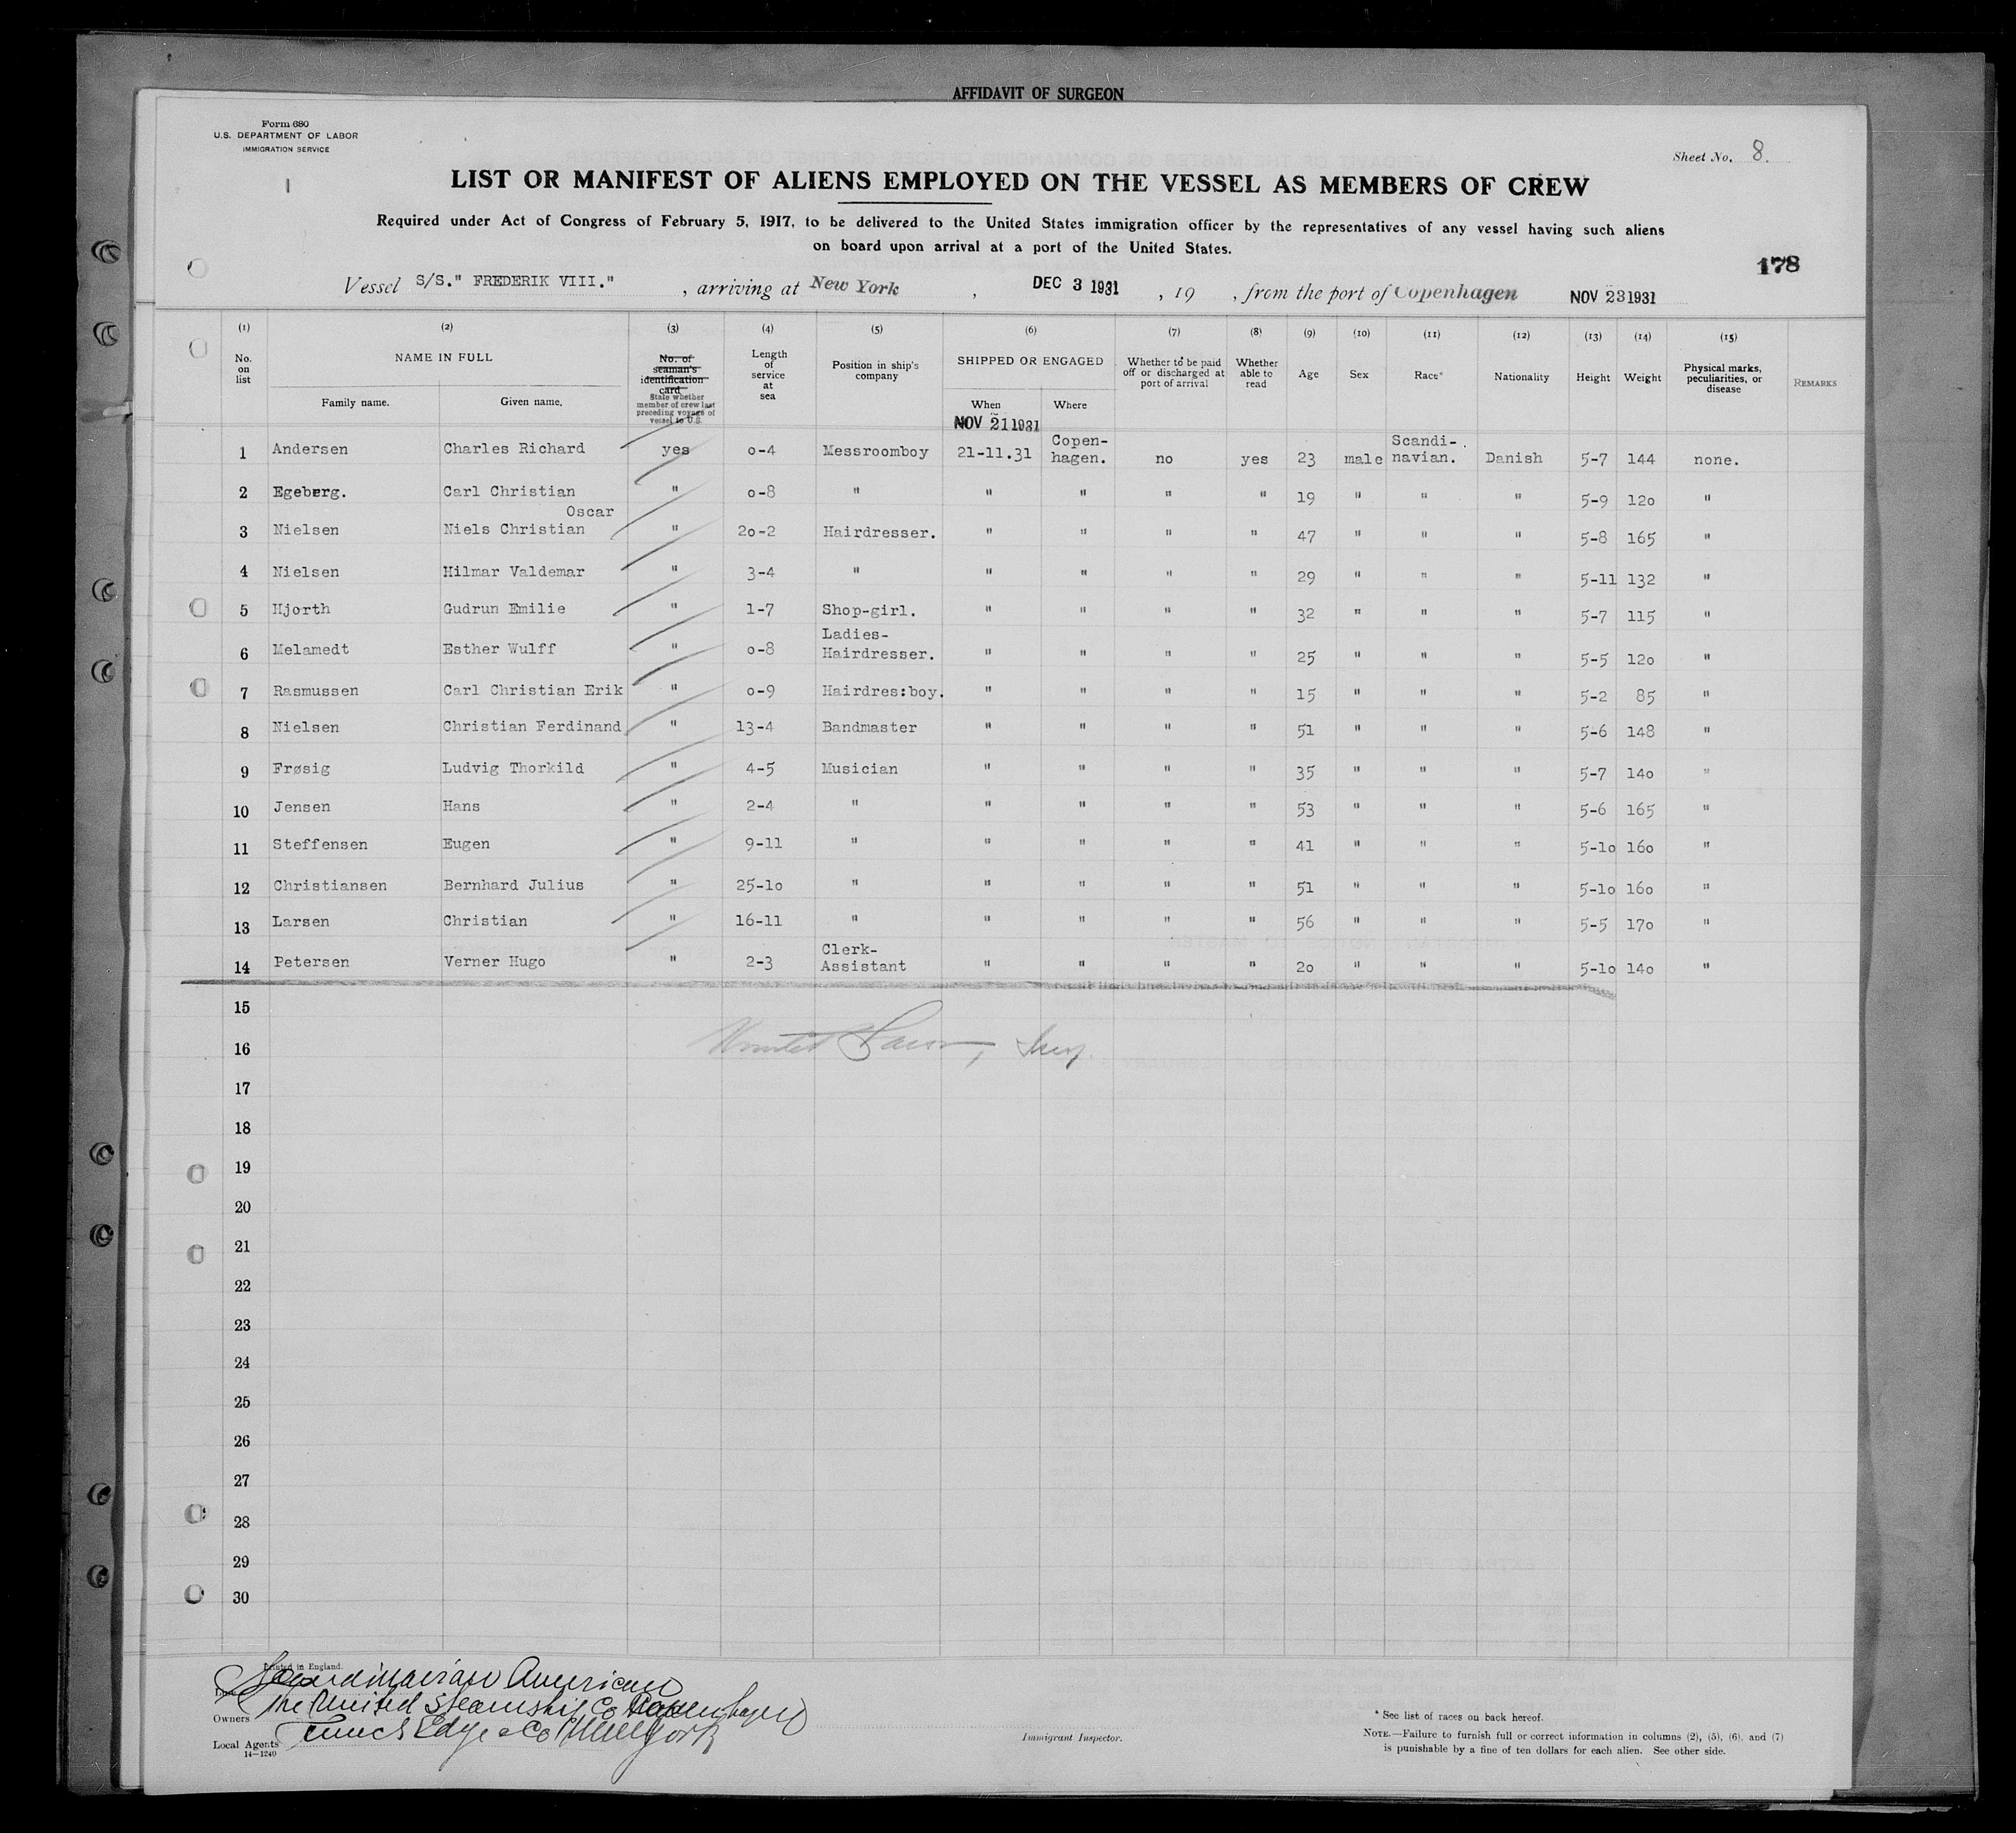 AFFIDAVIT OF SURGEON
Form 680
U.S. DEPARTMENT OF LABOR
IMMIGRATION SERVICE
Sheet No. 8.
LIST OR MANIFEST OF ALIENS EMPLOYED ON THE VESSEL AS MEMBERS OF CREW
Required under Act of Congress of February 5, 1917, to be delivered to the United States immigration officer by the representatives of any vessel having such aliens
on board upon arrival at a port of the United States.
178
Vessel S/S." FREDERIK VIII." , arriving at New York , DEC 3 1931 , 19 , from the port of Copenhagen NOV 23 1931
(1) (2) (3) (4) (5) (6) (7) (8) (9) (10) (11) (12) (13) (14) (15)
No. on list NAME IN FULL Family name. Given name. No. of seaman's identification card State whether member of crew last preceding voyage of vessel to U.S. Length of service at sea Position in ship's company SHIPPED OR ENGAGED When Where Whether to be paid off or discharged at port of arrival Whether able to read Age Sex Race* Nationality Height Weight Physical marks, peculiarities, or disease REMARKS
NOV 21 1931
1 Andersen Charles Richard yes 0-4 Messroomboy 21-11.31 Copen-hagen. no yes 23 male Scandi-navian. Danish 5-7 144 none.
2 Egeberg. Carl Christian Oscar " 0-8 " " " " " 19 " " " 5-9 120 "
3 Nielsen Niels Christian " 20-2 Hairdresser. " " " " 47 " " " 5-8 165 "
4 Nielsen Hilmar Valdemar " 3-4 " " " " " 29 " " " 5-11 132 "
5 Hjorth Gudrun Emilie " 1-7 Shop-girl. " " " " 32 " " " 5-7 115 "
6 Melamedt Esther Wulff " 0-8 Ladies-Hairdresser. " " " " 25 " " " 5-5 120 "
7 Rasmussen Carl Christian Erik " 0-9 Hairdres:boy. " " " " 15 " " " 5-2 85 "
8 Nielsen Christian Ferdinand " 13-4 Bandmaster " " " " 51 " " " 5-6 148 "
9 Frøsig Ludvig Thorkild " 4-5 Musician " " " " 35 " " " 5-7 140 "
10 Jensen Hans " 2-4 " " " " " 53 " " " 5-6 165 "
11 Steffensen Eugen " 9-11 " " " " " 41 " " " 5-10 160 "
12 Christiansen Bernhard Julius " 25-10 " " " " " 51 " " " 5-10 160 "
13 Larsen Christian " 16-11 " " " " " 56 " " " 5-5 170 "
14 Petersen Verner Hugo " 2-3 Clerk-Assistant " " " " 20 " " " 5-10 140 "
15
16
17
18
19
20
21
22
23
24
25
26
27
28
29
30
Printed in England.
Line Scandinavian American
Owners The United Steamship Co Copenhagen
Local Agents Funch Edye & Co New York
14—1240
Immigrant Inspector.
* See list of races on back hereof.
NOTE.—Failure to furnish full or correct information in columns (2), (5), (6), and (7)
is punishable by a fine of ten dollars for each alien. See other side.